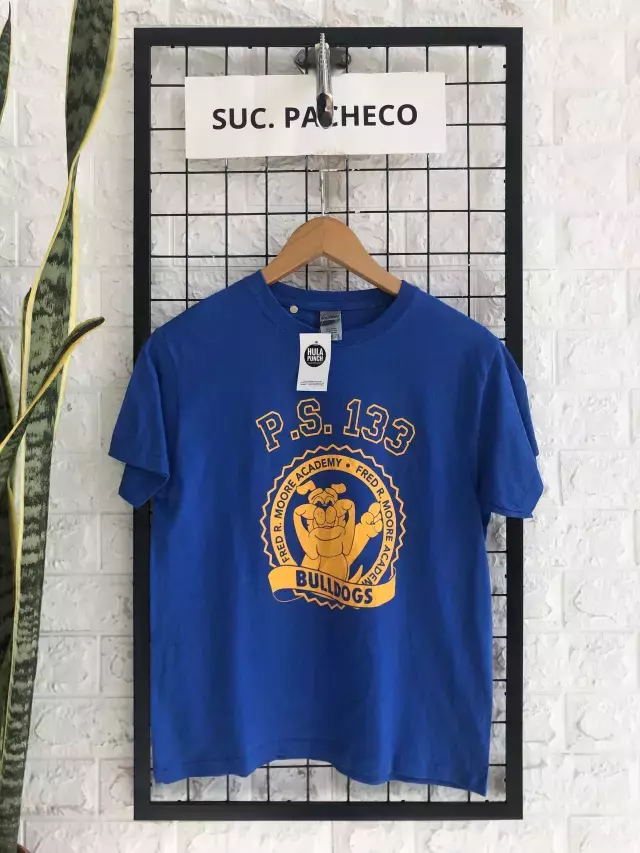 SUC. PACHECO
HULA
PUNCH
P.S. 133
FRED R. MOORE ACADEMY • FRED R. MOORE ACADEMY
BULLDOGS